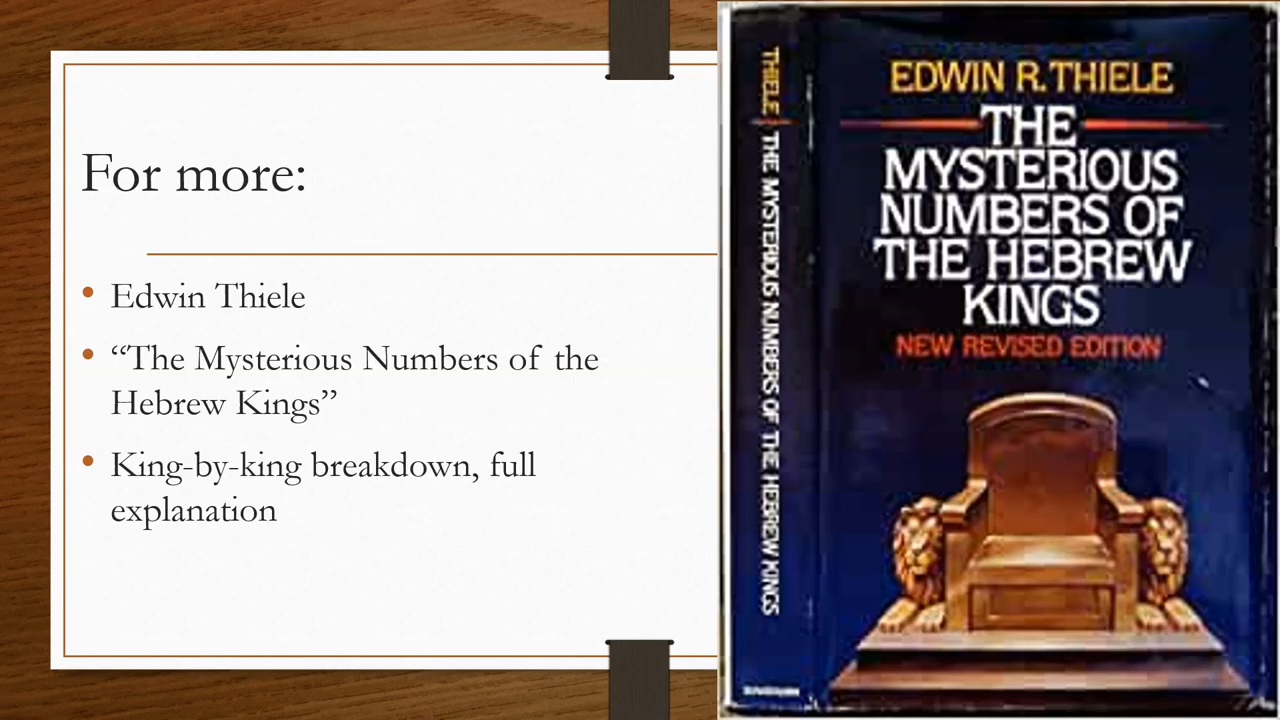 For more:
• Edwin Thiele
• “The Mysterious Numbers of the
Hebrew Kings”
• King-by-king breakdown, full
explanation
THIELE THE MYSTERIOUS NUMBERS OF THE HEBREW KINGS
EDWIN R. THIELE
THE
MYSTERIOUS
NUMBERS OF
THE HEBREW
KINGS
NEW REVISED EDITION